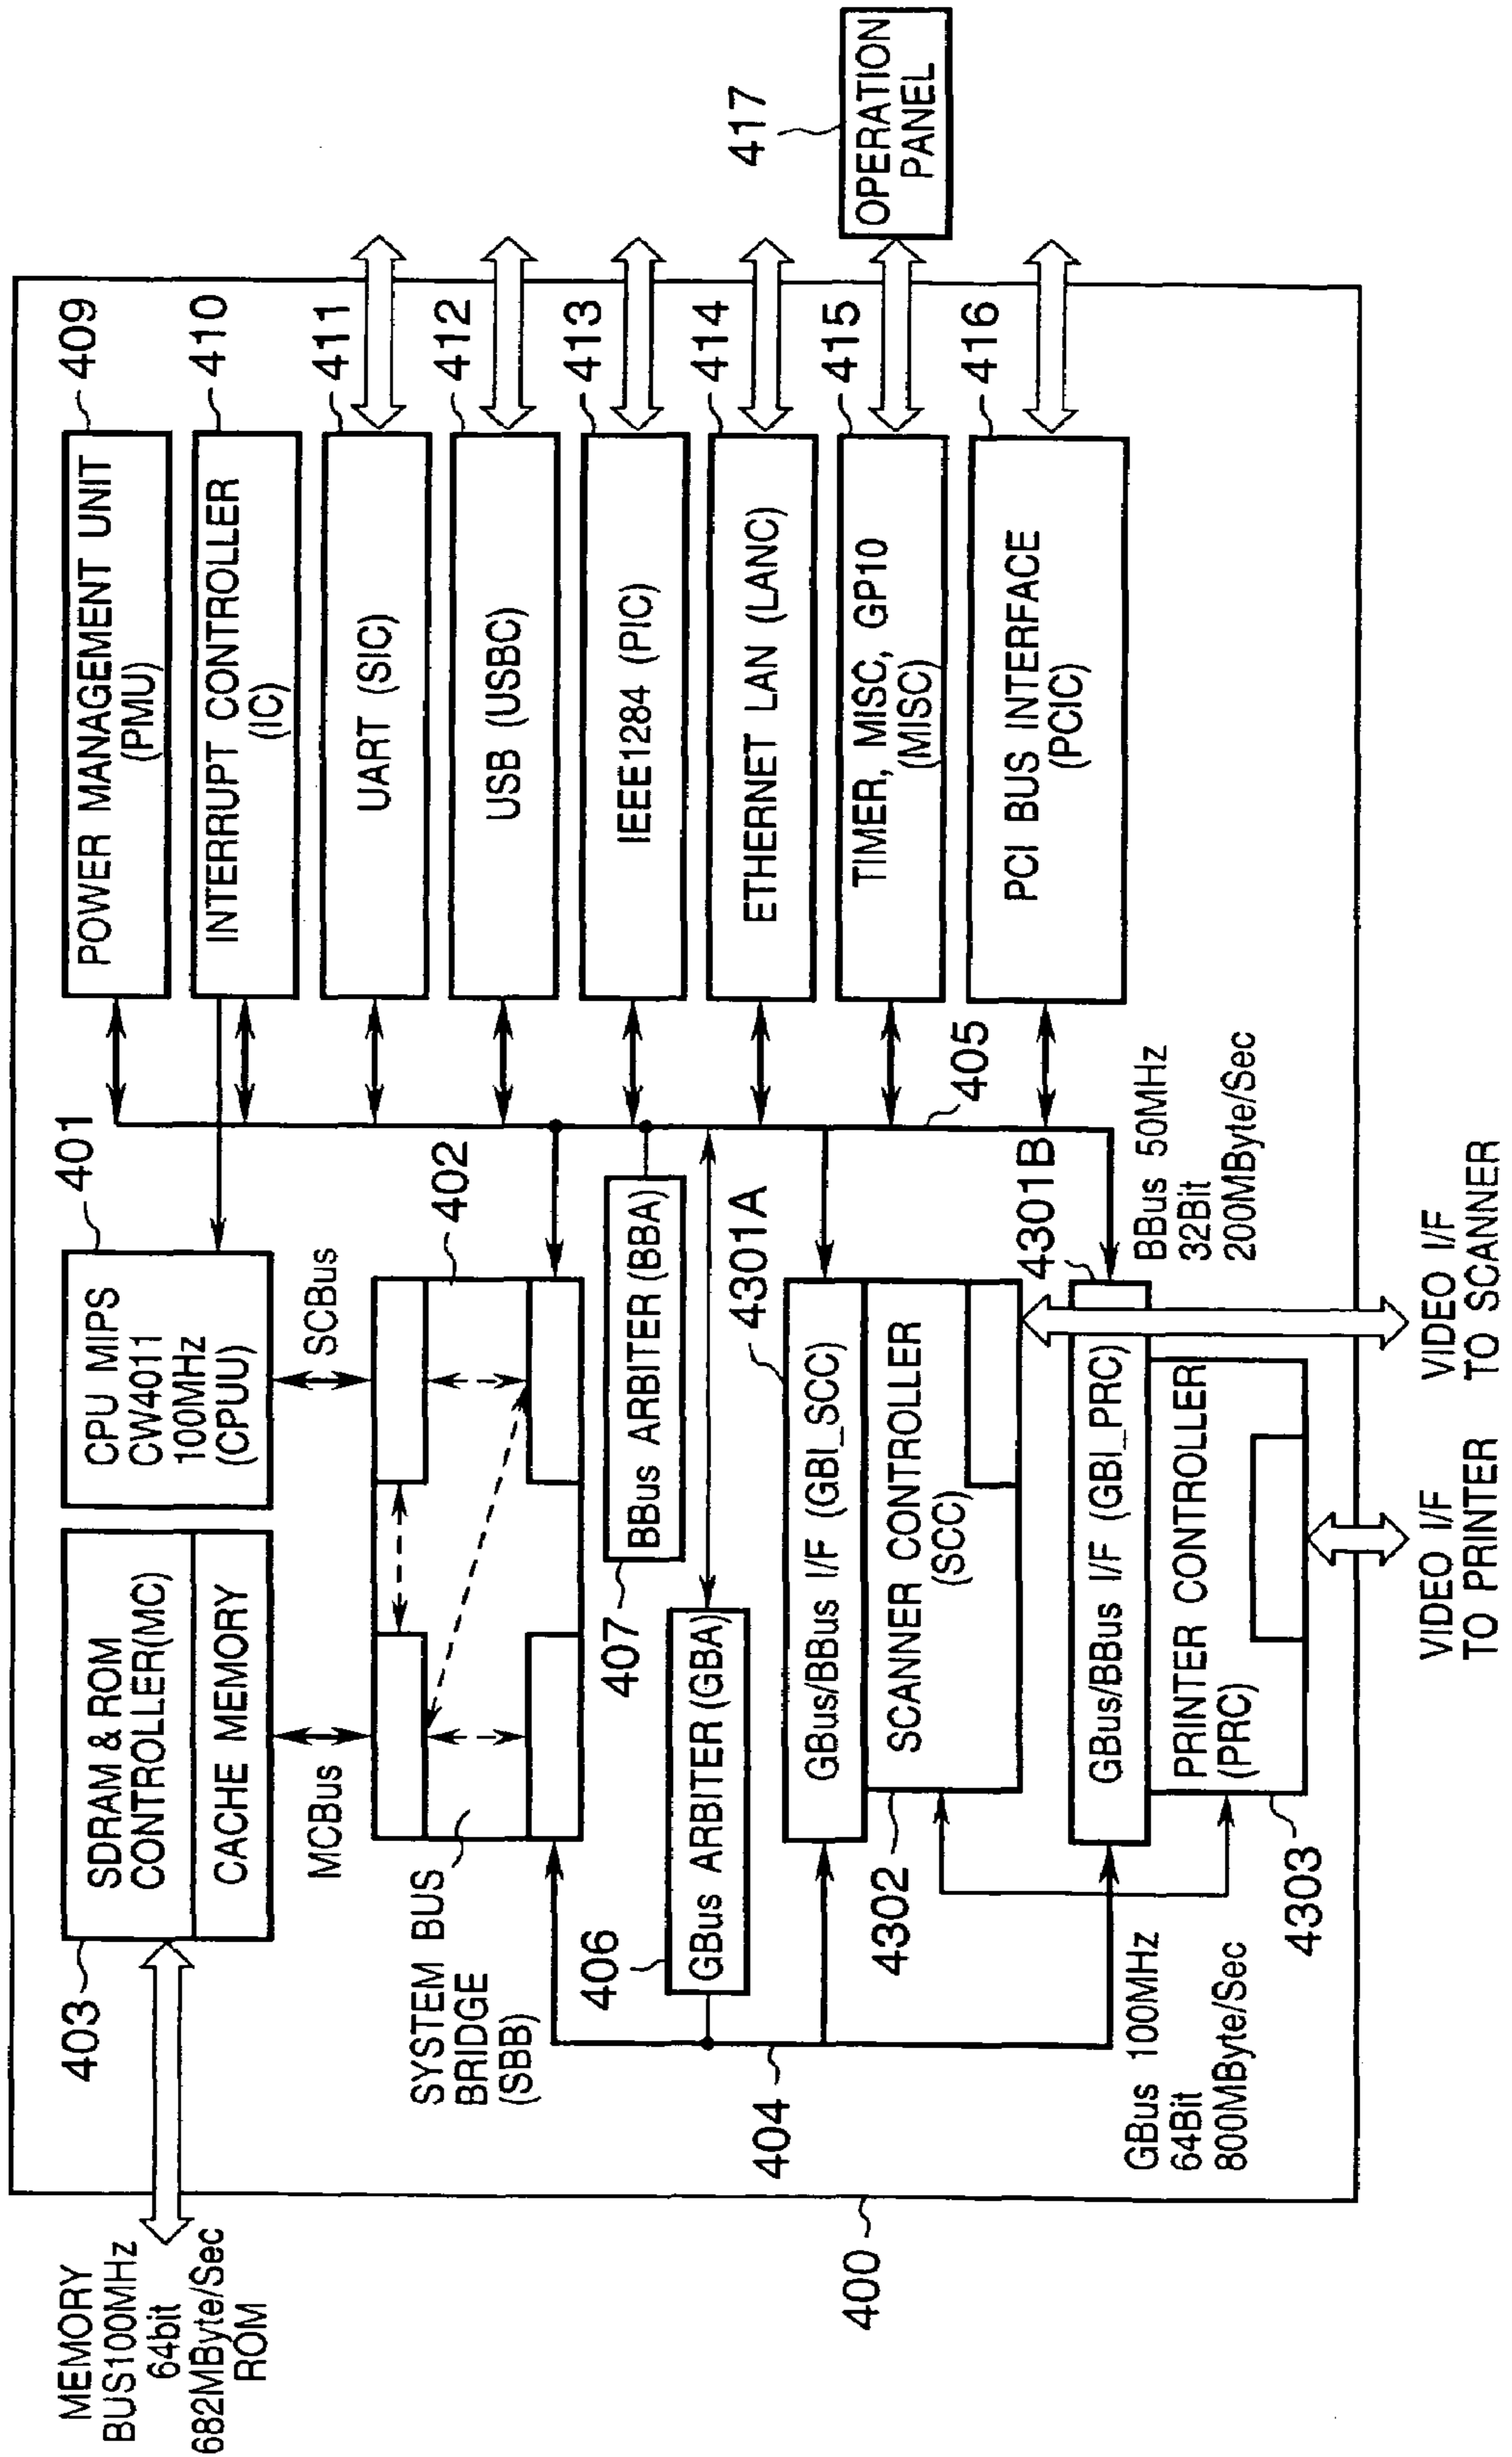 MEMORY
BUS100MHz
64bit
682MByte/Sec
ROM
403
SDRAM & ROM
CONTROLLER(MC)
CACHE MEMORY
401
CPU MIPS
CW4011
100MHz
(CPUU)
409
POWER MANAGEMENT UNIT
(PMU)
410
INTERRUPT CONTROLLER
(IC)
MCBus
SCBus
411
UART (SIC)
SYSTEM BUS
BRIDGE
(SBB)
402
412
USB (USBC)
413
IEEE1284 (PIC)
407
BBus ARBITER (BBA)
406
GBus ARBITER (GBA)
414
ETHERNET LAN (LANC)
404
4301A
GBus/BBus I/F (GBI_SCC)
415
TIMER, MISC, GP10
(MISC)
417
OPERATION
PANEL
400
4302
SCANNER CONTROLLER
(SCC)
405
416
PCI BUS INTERFACE
(PCIC)
4301B
GBus/BBus I/F (GBI_PRC)
GBus 100MHz
64Bit
800MByte/Sec
BBus 50MHz
32Bit
200MByte/Sec
4303
PRINTER CONTROLLER
(PRC)
VIDEO I/F
TO PRINTER
VIDEO I/F
TO SCANNER